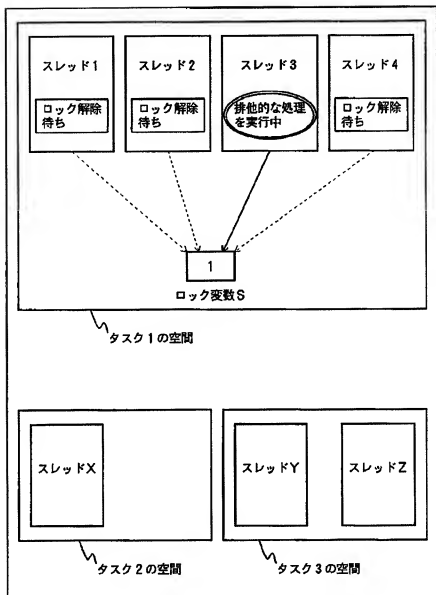 スレッド1
スレッド2
スレッド3
スレッド4
ロック解除
待ち
ロック解除
待ち
排他的な処理
を実行中
ロック解除
待ち
1
ロック変数S
タスク1の空間
スレッドX
スレッドY
スレッドZ
タスク2の空間
タスク3の空間